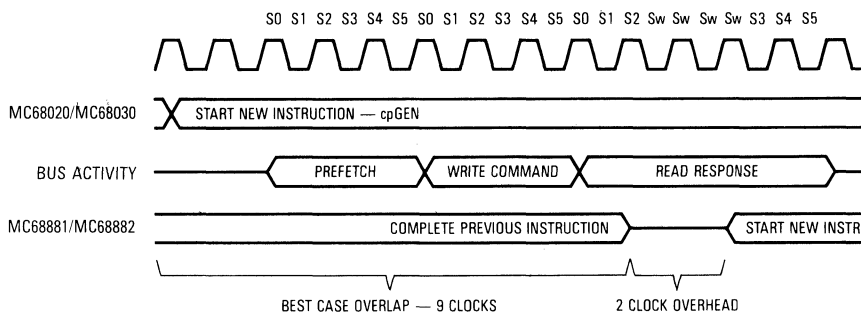 S0 S1 S2 S3 S4 S5 S0 S1 S2 S3 S4 S5 S0 S1 S2 Sw Sw Sw Sw S3 S4 S5
MC68020/MC68030
START NEW INSTRUCTION — cpGEN
BUS ACTIVITY
PREFETCH
WRITE COMMAND
READ RESPONSE
MC68881/MC68882
COMPLETE PREVIOUS INSTRUCTION
START NEW INSTR
BEST CASE OVERLAP — 9 CLOCKS
2 CLOCK OVERHEAD